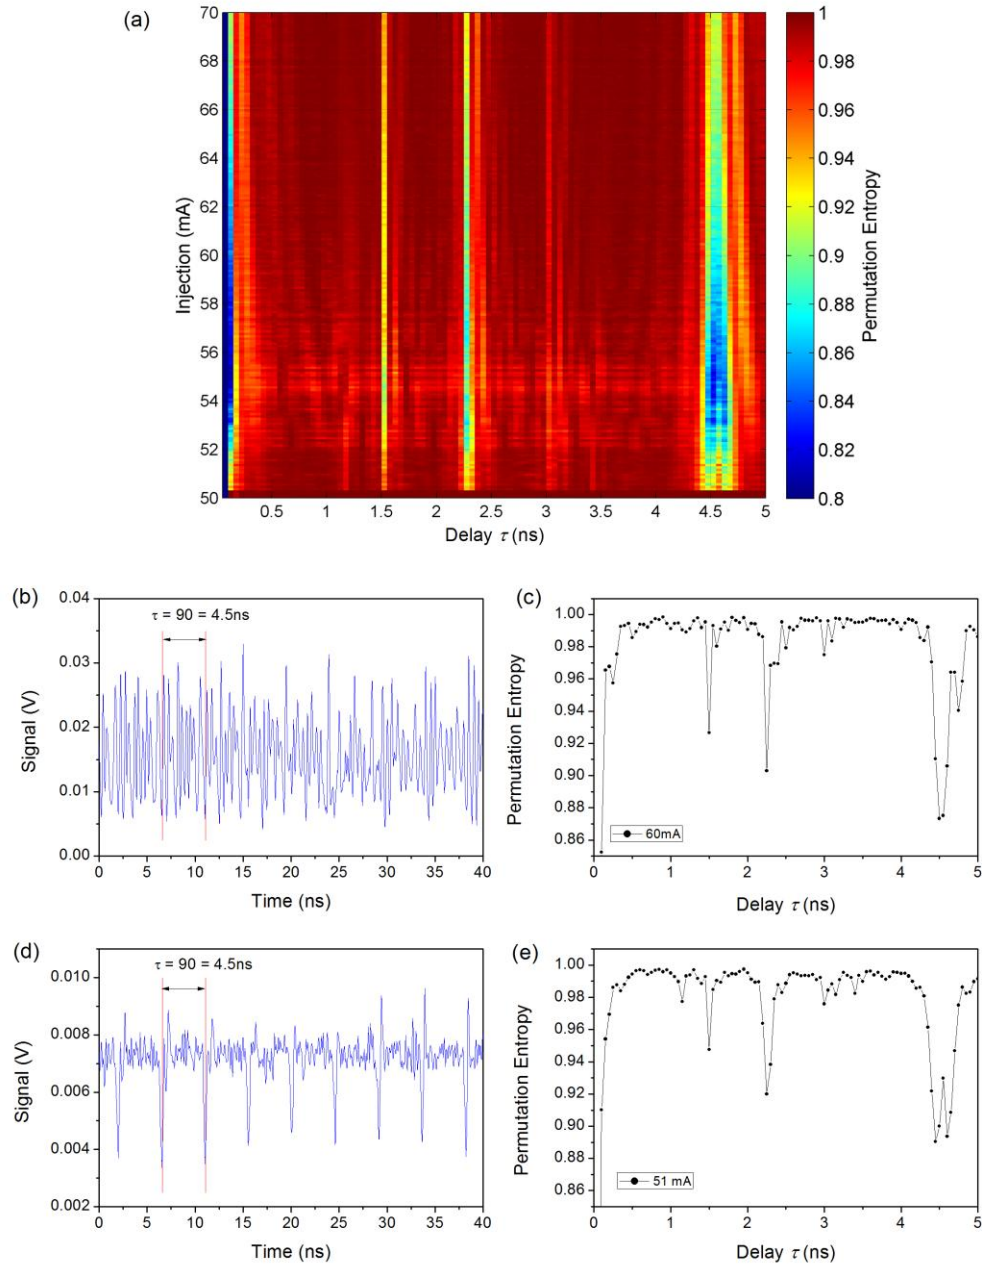 (a)
70
68
66
64
62
60
58
56
54
52
50
Injection (mA)
0.5 1 1.5 2 2.5 3 3.5 4 4.5 5
Delay τ (ns)
1
0.98
0.96
0.94
0.92
0.9
0.88
0.86
0.84
0.82
0.8
Permutation Entropy
(b)
τ = 90 = 4.5ns
0.04
0.03
0.02
0.01
0.00
Signal (V)
0 5 10 15 20 25 30 35 40
Time (ns)
(c)
1.00
0.98
0.96
0.94
0.92
0.90
0.88
0.86
Permutation Entropy
60mA
0 1 2 3 4 5
Delay τ (ns)
(d)
τ = 90 = 4.5ns
0.010
0.008
0.006
0.004
0.002
Signal (V)
0 5 10 15 20 25 30 35 40
Time (ns)
(e)
1.00
0.98
0.96
0.94
0.92
0.90
0.88
0.86
Permutation Entropy
51 mA
0 1 2 3 4 5
Delay τ (ns)